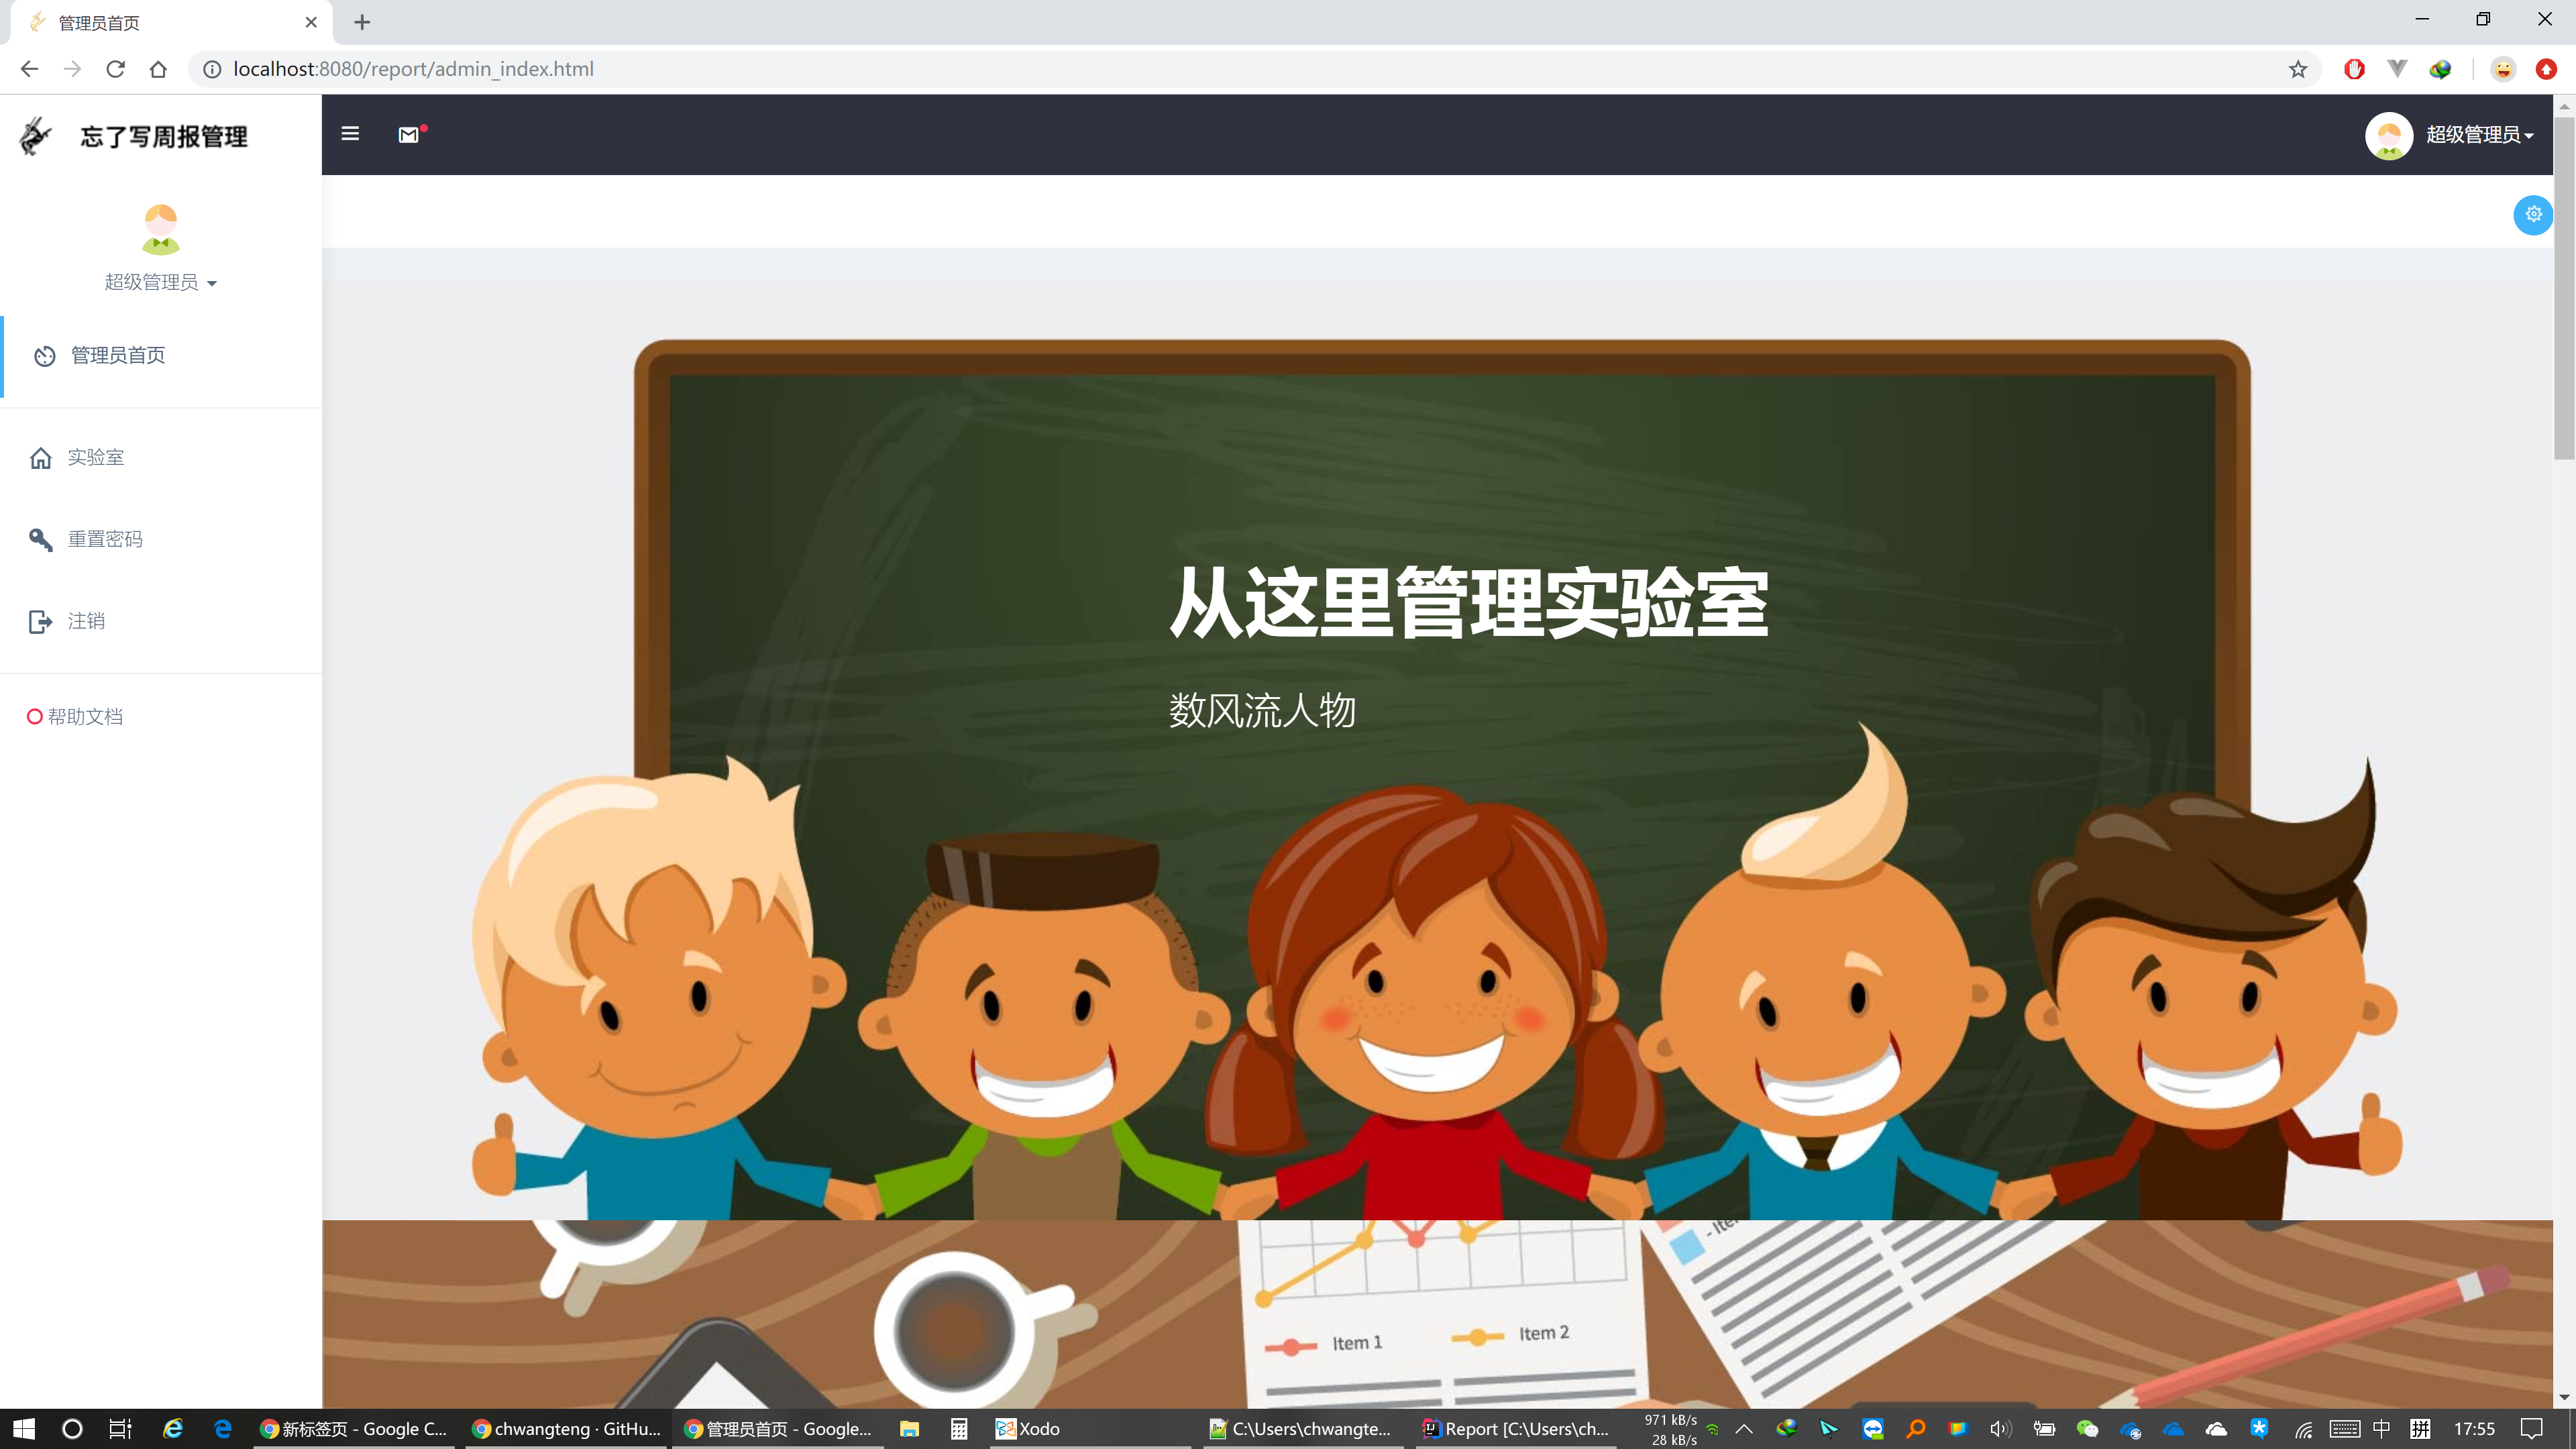 管理员首页
localhost:8080/report/admin_index.html
忘了写周报管理
超级管理员
超级管理员
管理员首页
实验室
重置密码
注销
帮助文档
从这里管理实验室
数风流人物
- Ite
Item 1
Item 2
新标签页 - Google C...
chwangteng · GitHu...
管理员首页 - Google...
Xodo
C:\Users\chwangte...
Report [C:\Users\ch...
971 kB/s
28 kB/s
中
拼
17:55